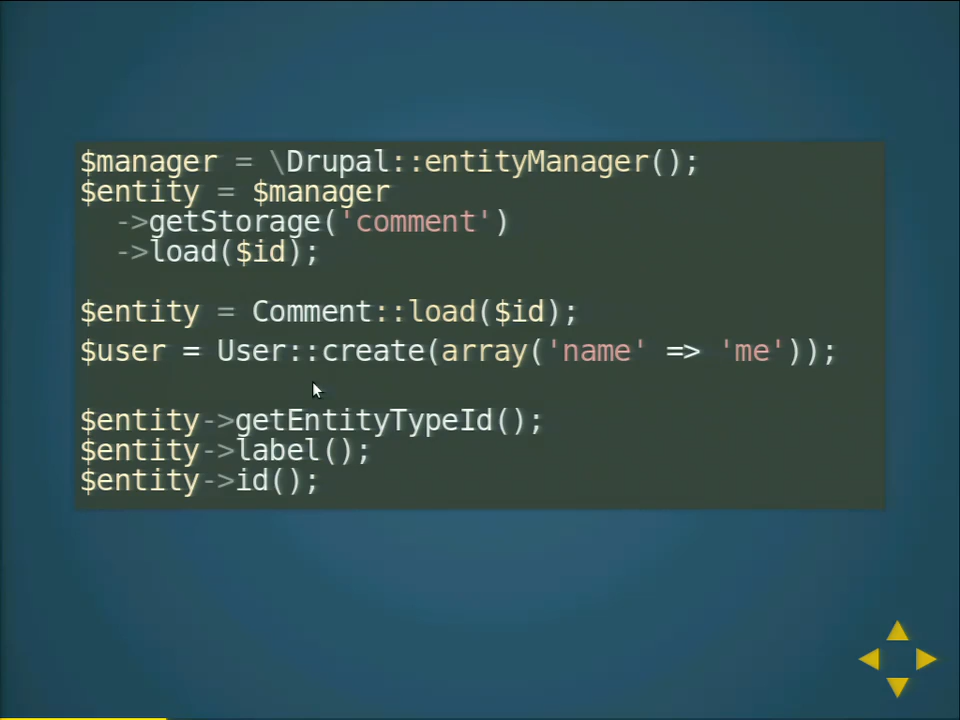 $manager = \Drupal::entityManager();
$entity = $manager
  ->getStorage('comment')
  ->load($id);
$entity = Comment::load($id);
$user = User::create(array('name' => 'me'));
$entity->getEntityTypeId();
$entity->label();
$entity->id();